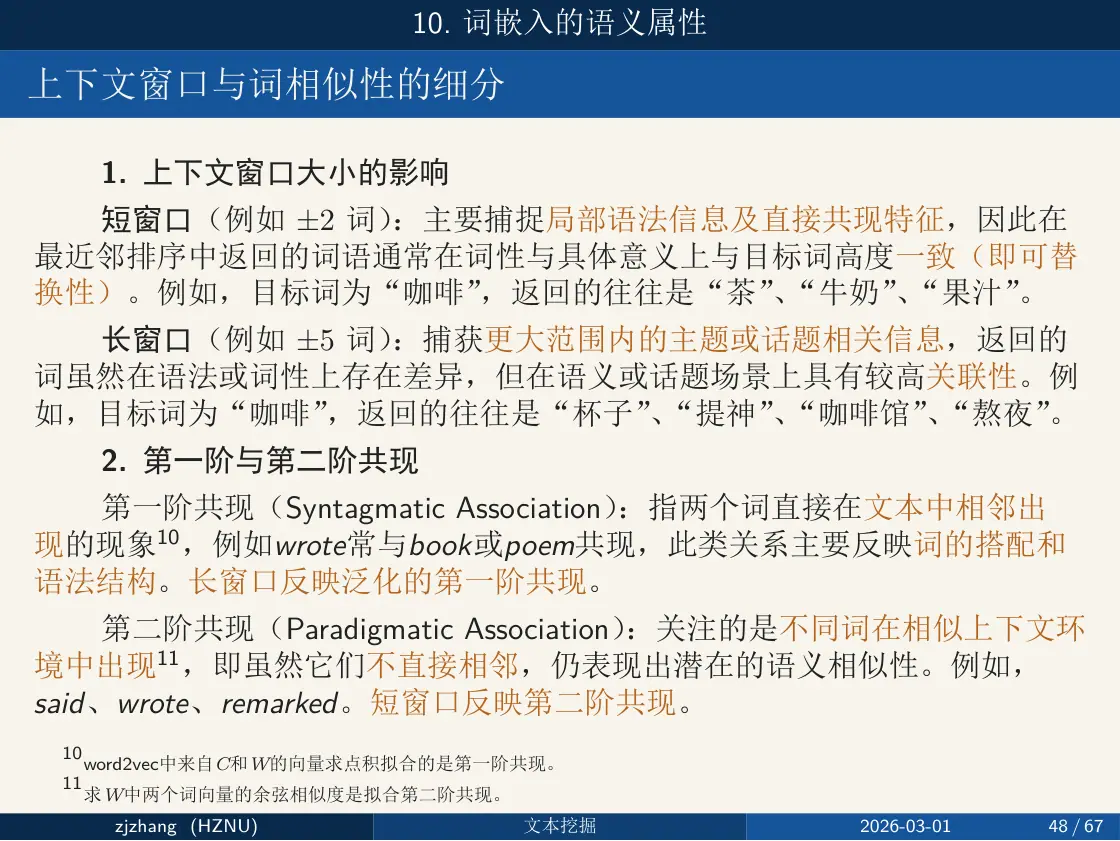 10. 词嵌入的语义属性
上下文窗口与词相似性的细分
1. 上下文窗口大小的影响
短窗口（例如 ±2 词）：主要捕捉局部语法信息及直接共现特征，因此在
最近邻排序中返回的词语通常在词性与具体意义上与目标词高度一致（即可替
换性）。例如，目标词为“咖啡”，返回的往往是“茶”、“牛奶”、“果汁”。
长窗口（例如 ±5 词）：捕获更大范围内的主题或话题相关信息，返回的
词虽然在语法或词性上存在差异，但在语义或话题场景上具有较高关联性。例
如，目标词为“咖啡”，返回的往往是“杯子”、“提神”、“咖啡馆”、“熬夜”。
2. 第一阶与第二阶共现
第一阶共现（Syntagmatic Association）：指两个词直接在文本中相邻出
现的现象10，例如wrote常与book或poem共现，此类关系主要反映词的搭配和
语法结构。长窗口反映泛化的第一阶共现。
第二阶共现（Paradigmatic Association）：关注的是不同词在相似上下文环
境中出现11，即虽然它们不直接相邻，仍表现出潜在的语义相似性。例如，
said、wrote、remarked。短窗口反映第二阶共现。
10word2vec中来自C和W的向量求点积拟合的是第一阶共现。
11求W中两个词向量的余弦相似度是拟合第二阶共现。
zjzhang (HZNU) 文本挖掘 2026-03-01 48 / 67